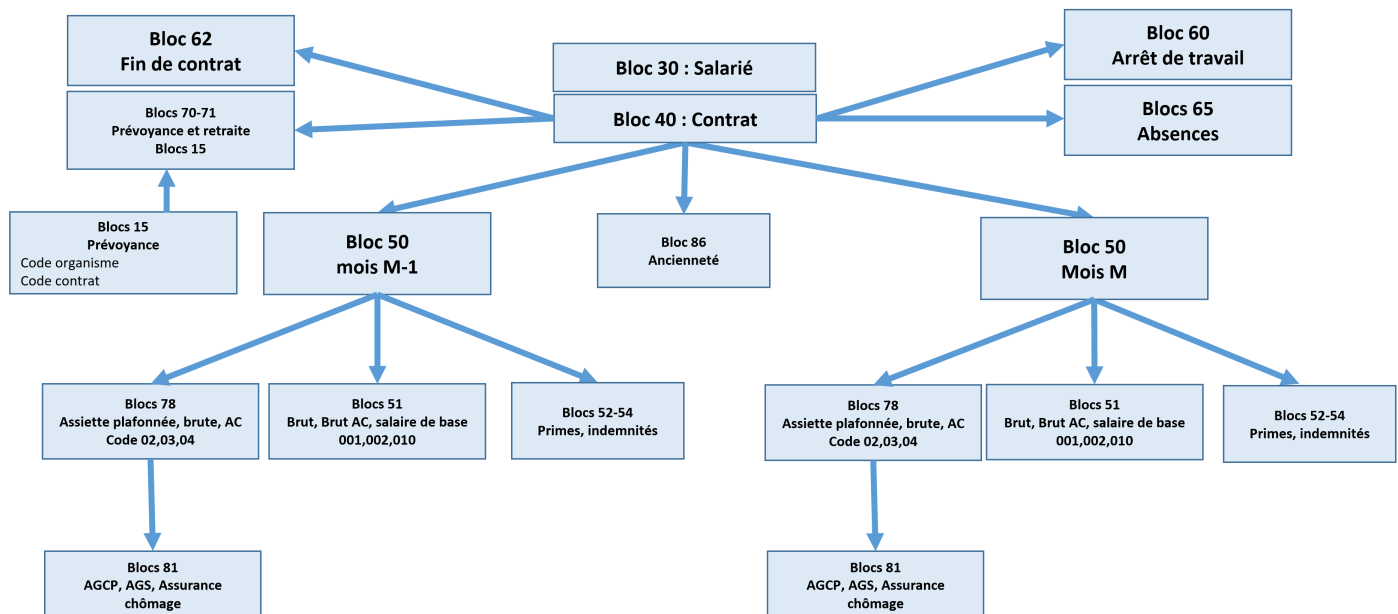 Bloc 62
Fin de contrat
Bloc 30 : Salarié
Bloc 60
Arrêt de travail
Blocs 70-71
Prévoyance et retraite
Blocs 15
Bloc 40 : Contrat
Blocs 65
Absences
Blocs 15
Prévoyance
Code organisme
Code contrat
Bloc 50
mois M-1
Bloc 86
Ancienneté
Bloc 50
Mois M
Blocs 78
Assiette plafonnée, brute, AC
Code 02,03,04
Blocs 51
Brut, Brut AC, salaire de base
001,002,010
Blocs 52-54
Primes, indemnités
Blocs 78
Assiette plafonnée, brute, AC
Code 02,03,04
Blocs 51
Brut, Brut AC, salaire de base
001,002,010
Blocs 52-54
Primes, indemnités
Blocs 81
AGCP, AGS, Assurance
chômage
Blocs 81
AGCP, AGS, Assurance
chômage